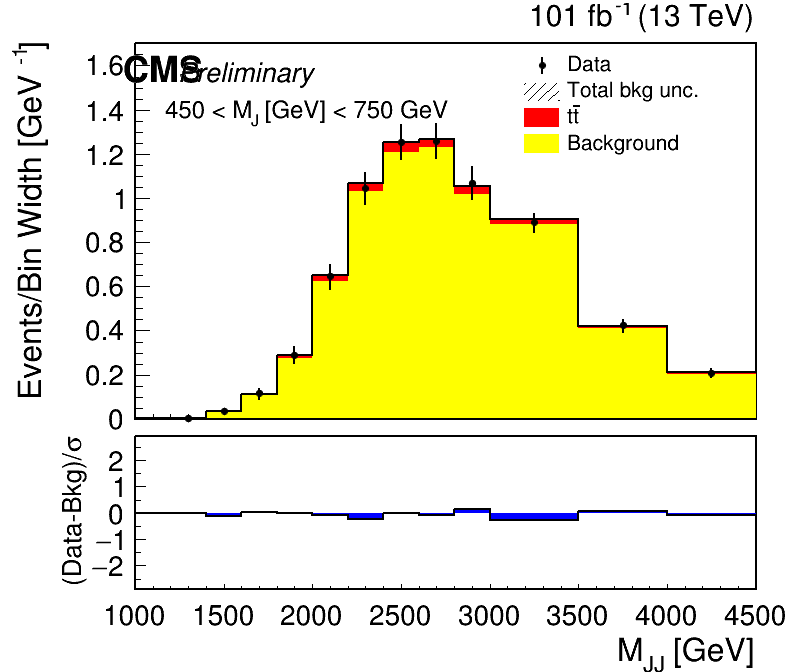 101 fb⁻¹ (13 TeV)
CMS Preliminary
450 < M_J [GeV] < 750 GeV
Data
Total bkg unc.
tt̄
Background
Events/Bin Width [GeV⁻¹]
1.6
1.4
1.2
1
0.8
0.6
0.4
0.2
0
(Data-Bkg)/σ
2
1
0
−1
−2
1000 1500 2000 2500 3000 3500 4000 4500
M_JJ [GeV]